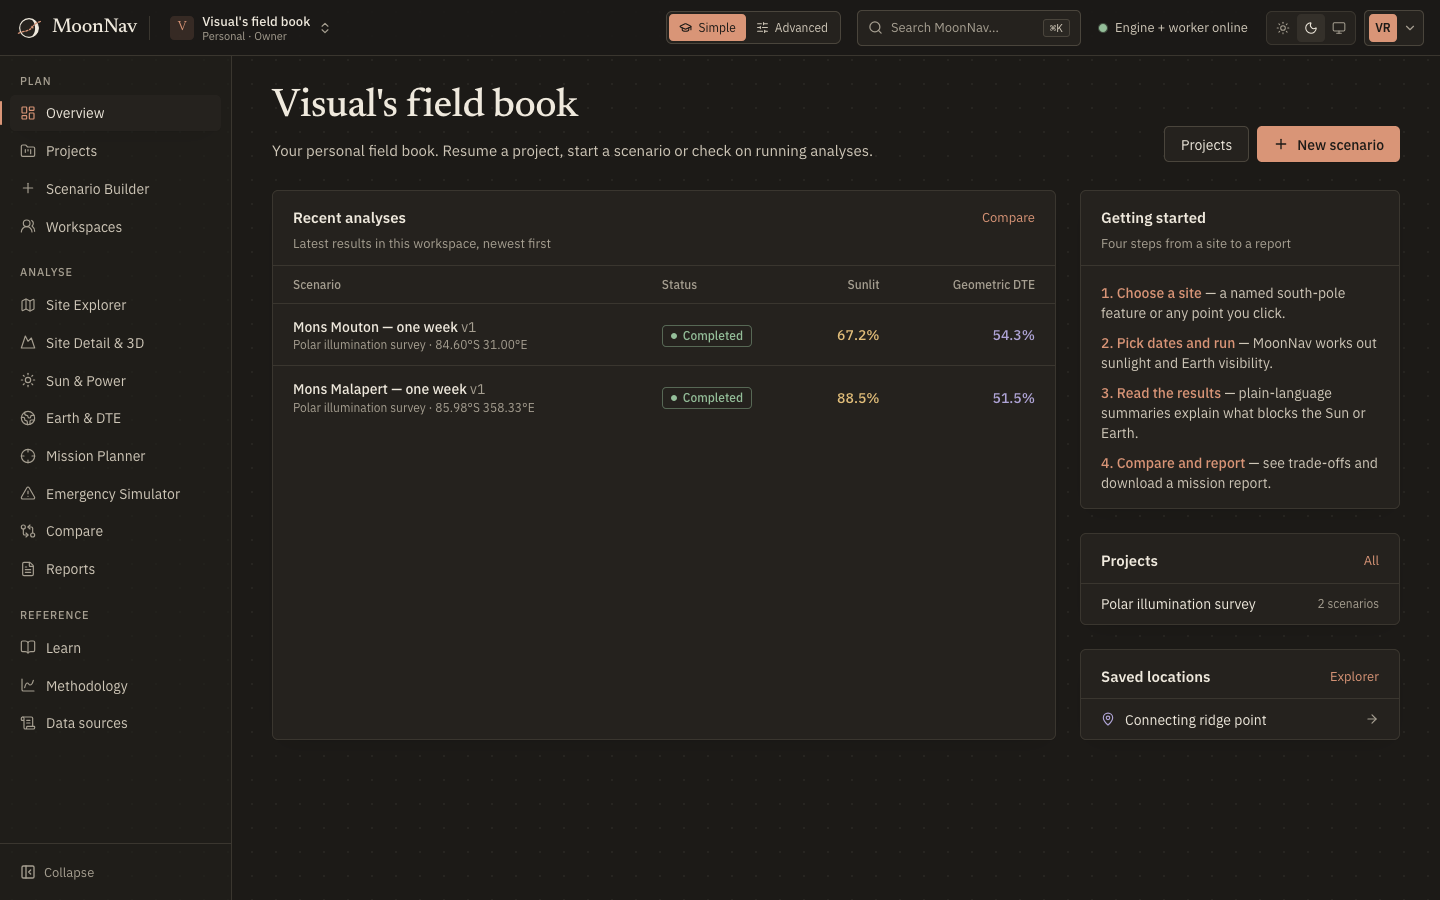 MoonNav
V
Visual's field book
Personal · Owner
Simple
Advanced
Search MoonNav...
⌘K
Engine + worker online
VR
PLAN
Overview
Projects
Scenario Builder
Workspaces
ANALYSE
Site Explorer
Site Detail & 3D
Sun & Power
Earth & DTE
Mission Planner
Emergency Simulator
Compare
Reports
REFERENCE
Learn
Methodology
Data sources
Collapse
Visual's field book
Your personal field book. Resume a project, start a scenario or check on running analyses.
Projects
New scenario
Recent analyses
Compare
Latest results in this workspace, newest first
Scenario Status Sunlit Geometric DTE
Mons Mouton — one week v1
Polar illumination survey · 84.60°S 31.00°E
Completed 67.2% 54.3%
Mons Malapert — one week v1
Polar illumination survey · 85.98°S 358.33°E
Completed 88.5% 51.5%
Getting started
Four steps from a site to a report
1. Choose a site — a named south-pole
feature or any point you click.
2. Pick dates and run — MoonNav works out
sunlight and Earth visibility.
3. Read the results — plain-language
summaries explain what blocks the Sun or
Earth.
4. Compare and report — see trade-offs and
download a mission report.
Projects All
Polar illumination survey 2 scenarios
Saved locations Explorer
Connecting ridge point